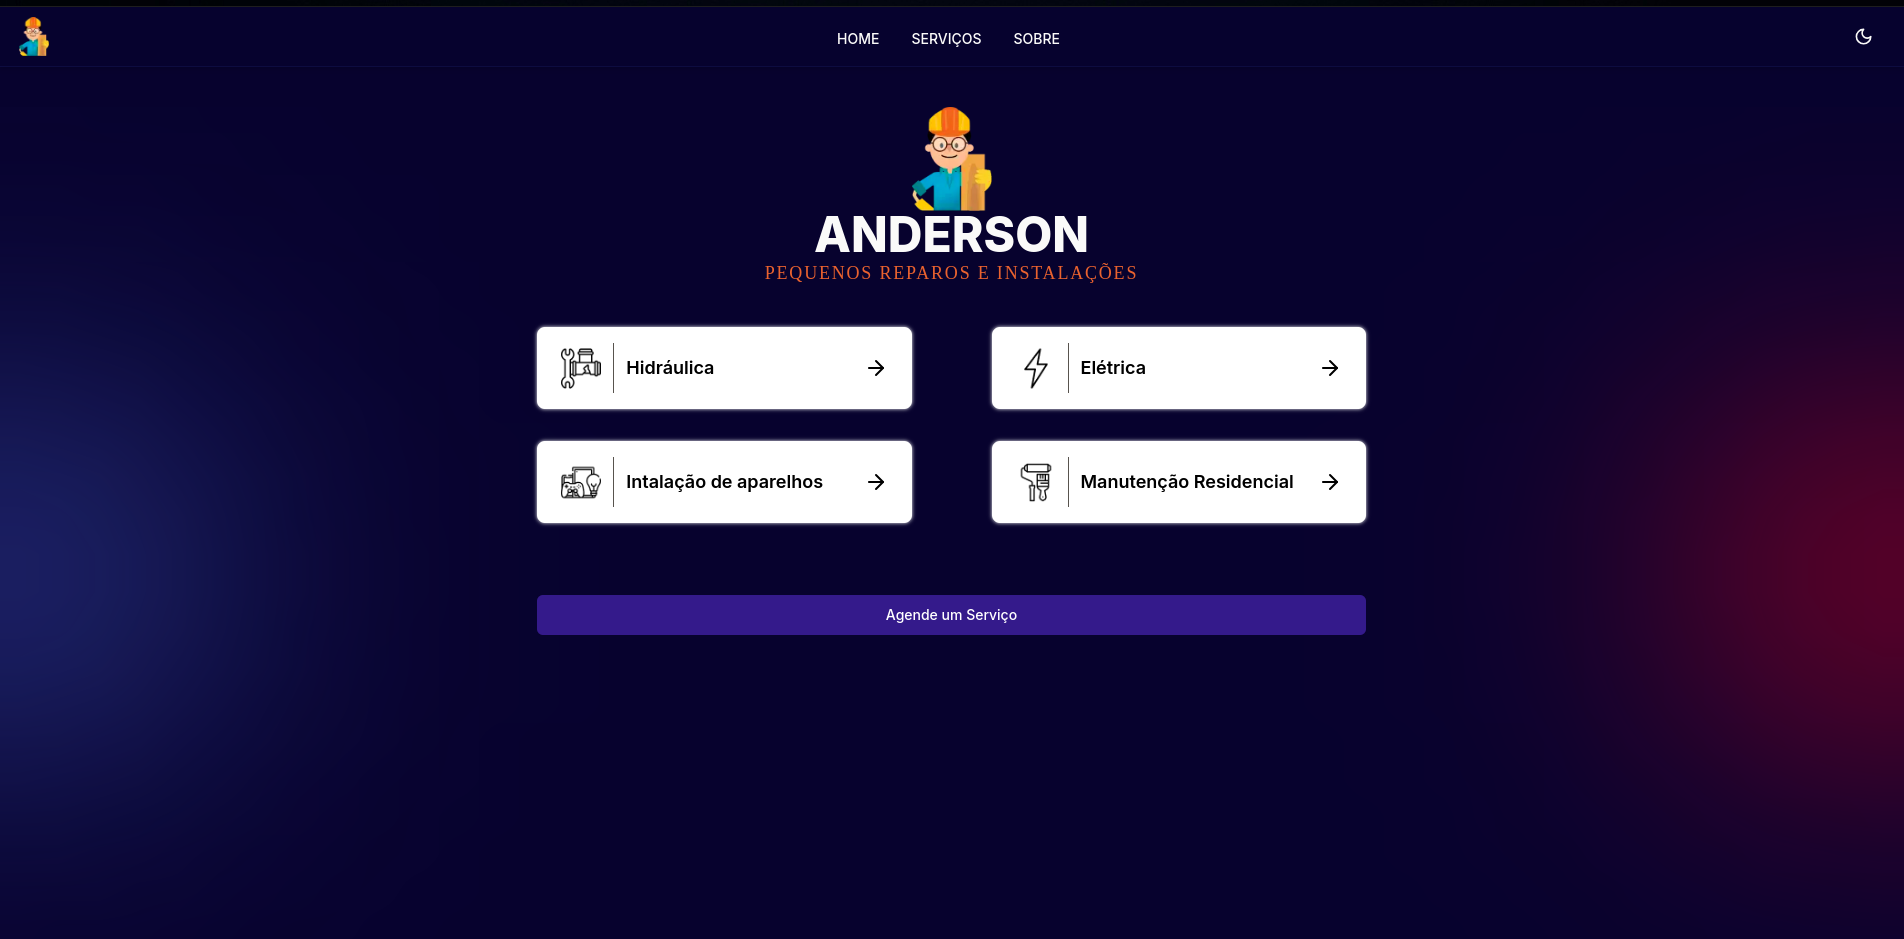 HOME SERVIÇOS SOBRE
ANDERSON
PEQUENOS REPAROS E INSTALAÇÕES
Hidráulica
Elétrica
Intalação de aparelhos
Manutenção Residencial
Agende um Serviço